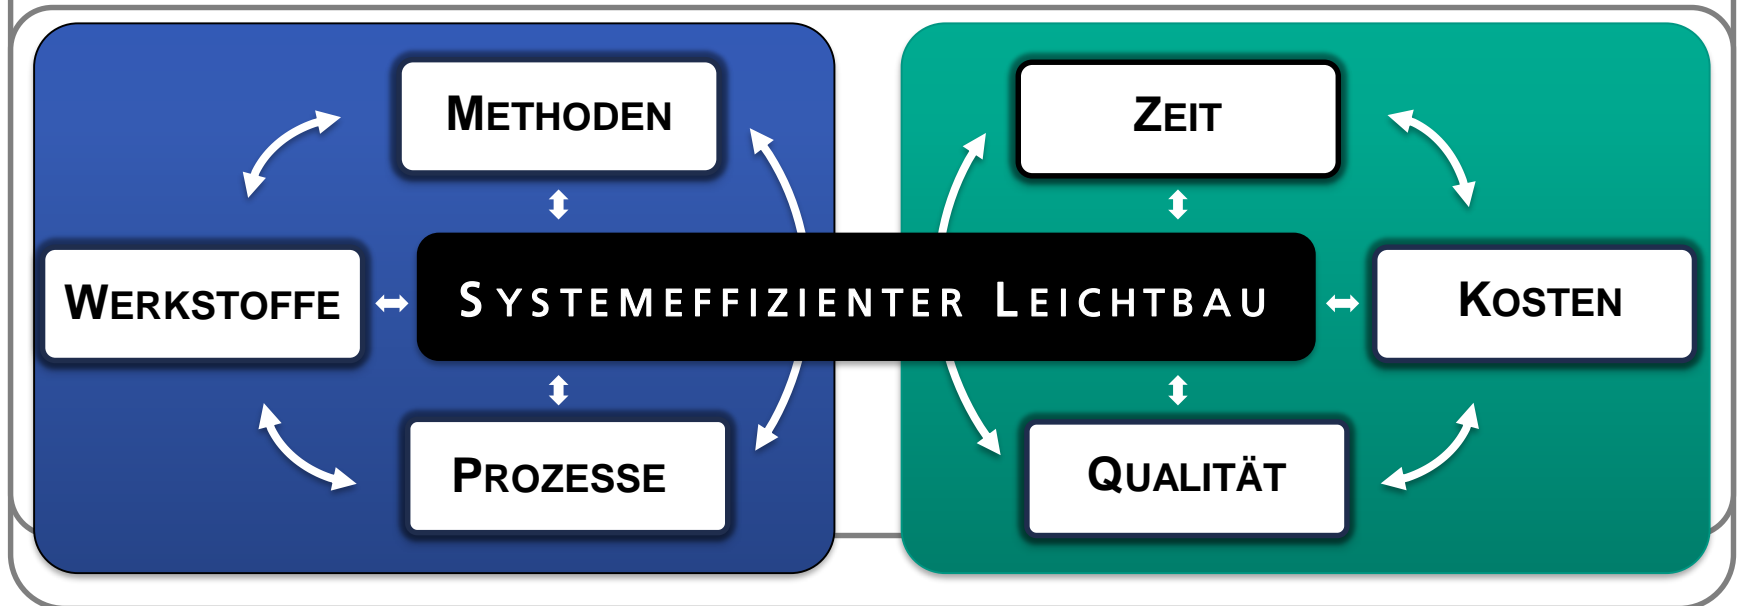 METHODEN
ZEIT
WERKSTOFFE
SYSTEMEFFIZIENTER LEICHTBAU
KOSTEN
PROZESSE
QUALITÄT